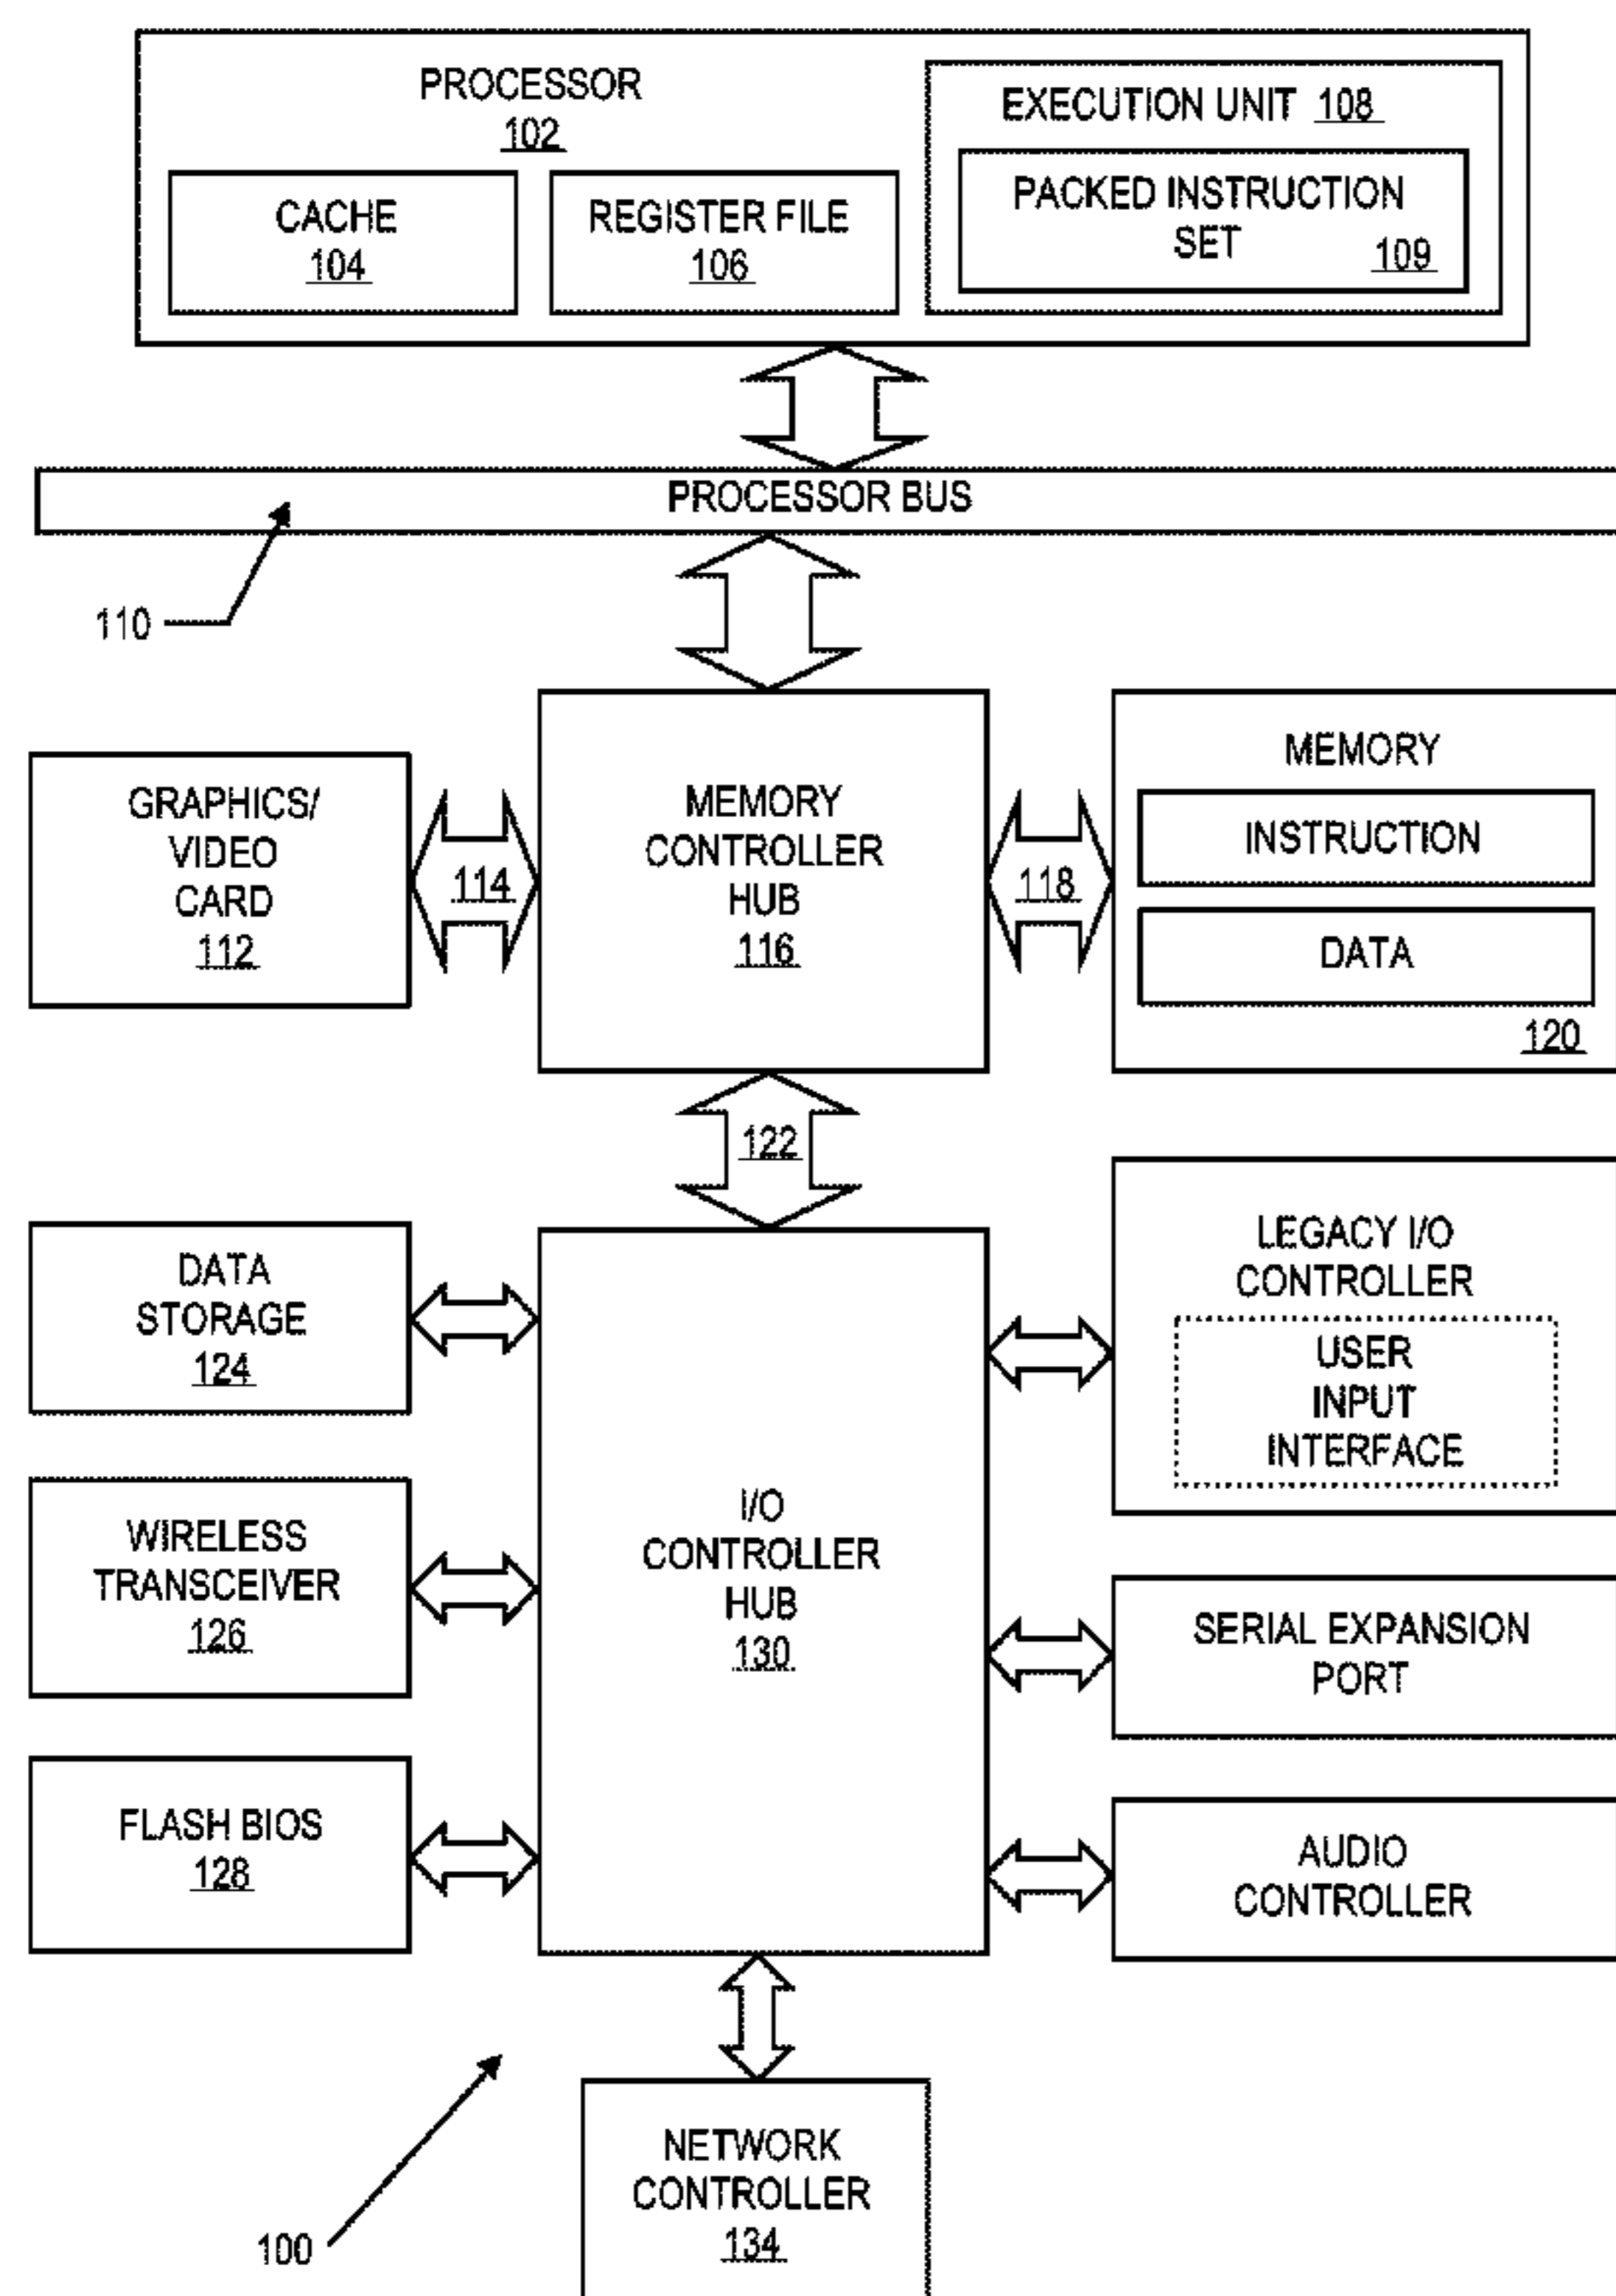 PROCESSOR
102
CACHE
104
REGISTER FILE
106
EXECUTION UNIT 108
PACKED INSTRUCTION
SET
109
PROCESSOR BUS
110
GRAPHICS/
VIDEO
CARD
112
114
MEMORY
CONTROLLER
HUB
116
118
MEMORY
INSTRUCTION
DATA
120
122
DATA
STORAGE
124
WIRELESS
TRANSCEIVER
126
FLASH BIOS
128
I/O
CONTROLLER
HUB
130
LEGACY I/O
CONTROLLER
USER
INPUT
INTERFACE
SERIAL EXPANSION
PORT
AUDIO
CONTROLLER
NETWORK
CONTROLLER
134
100